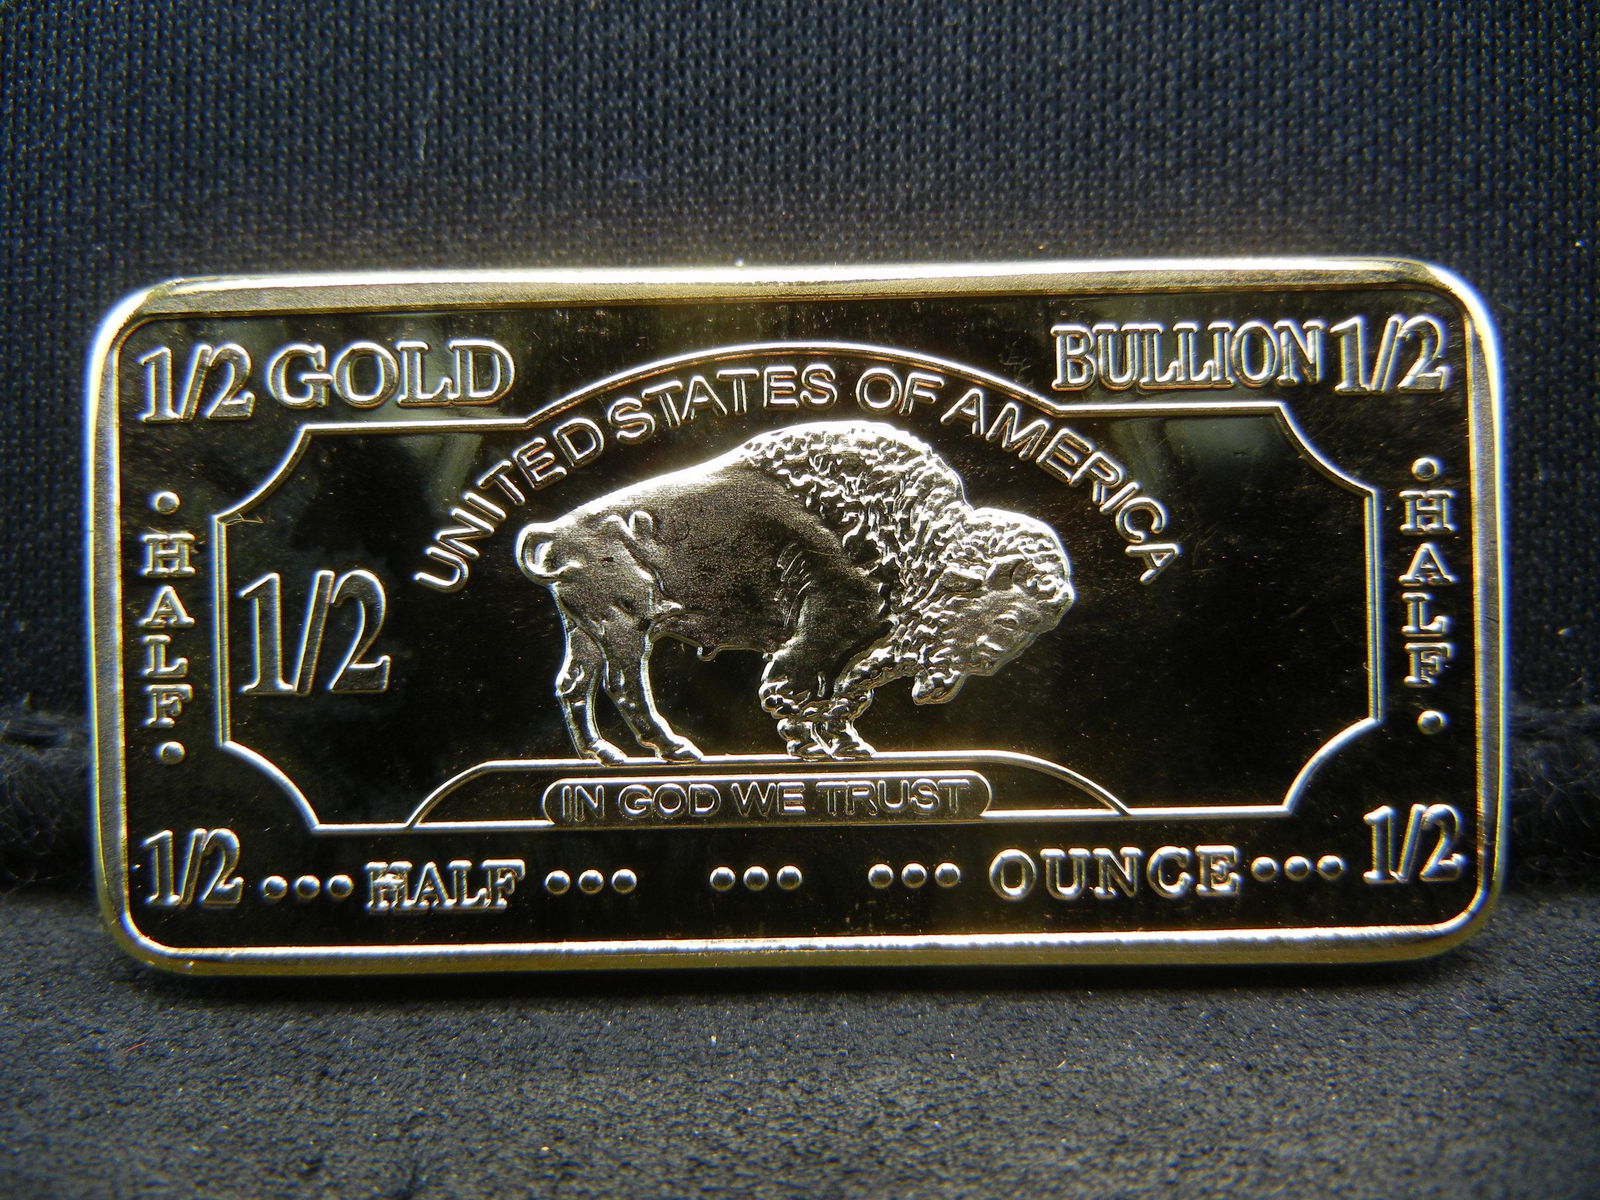 1/2 GOLD BULLION 1/2
UNITED STATES OF AMERICA
HALF
1/2
HALF
IN GOD WE TRUST
1/2 ••• HALF ••• ••• ••• OUNCE ••• 1/2